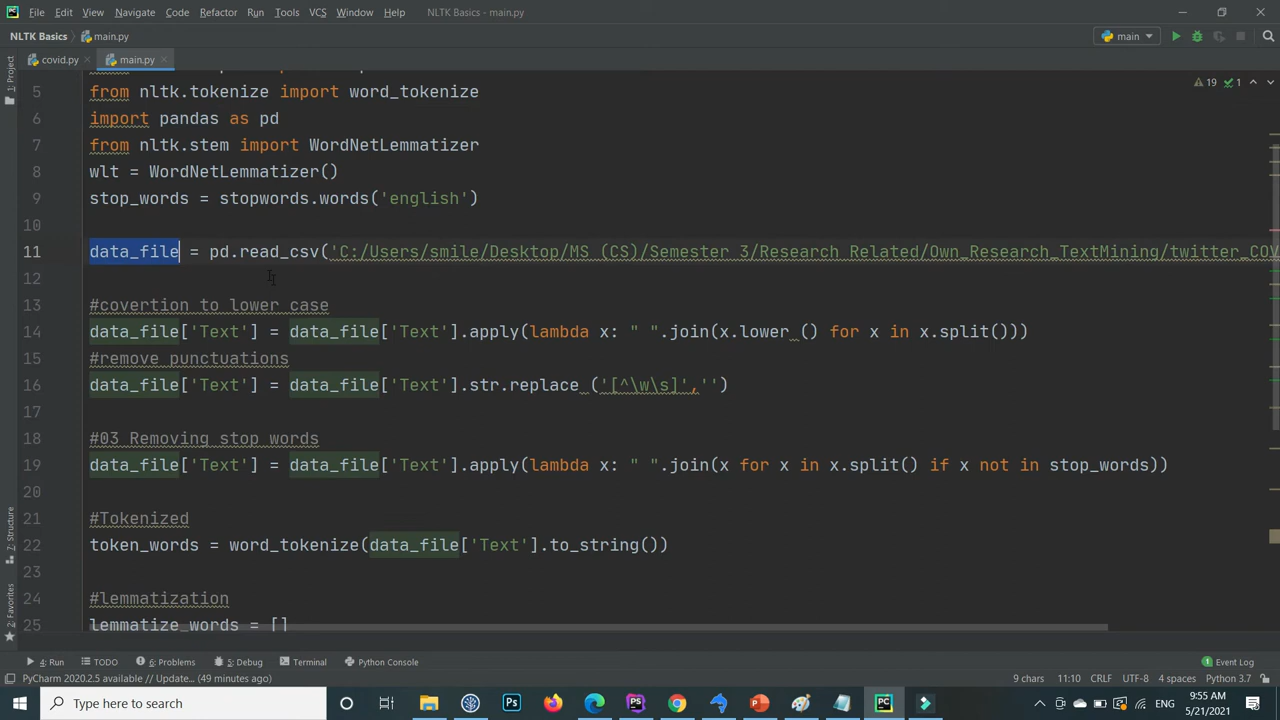 File Edit View Navigate Code Refactor Run Tools VCS Window Help NLTK Basics - main.py
NLTK Basics main.py main
covid.py main.py
1: Project
19 1
5 from nltk.tokenize import word_tokenize
6 import pandas as pd
7 from nltk.stem import WordNetLemmatizer
8 wlt = WordNetLemmatizer()
9 stop_words = stopwords.words('english')
10
11 data_file = pd.read_csv('C:/Users/smile/Desktop/MS (CS)/Semester 3/Research Related/Own_Research_TextMining/twitter_COV
12
13 #covertion to lower case
14 data_file['Text'] = data_file['Text'].apply(lambda x: " ".join(x.lower () for x in x.split()))
15 #remove punctuations
16 data_file['Text'] = data_file['Text'].str.replace ('[^\w\s]','')
17
18 #03 Removing stop words
19 data_file['Text'] = data_file['Text'].apply(lambda x: " ".join(x for x in x.split() if x not in stop_words))
20
21 #Tokenized
22 token_words = word_tokenize(data_file['Text'].to_string())
23
24 #lemmatization
25 lemmatize_words = []
7: Structure
2: Favorites
4: Run TODO 6: Problems 5: Debug Terminal Python Console 1 Event Log
PyCharm 2020.2.5 available // Update... (49 minutes ago) 9 chars 11:10 CRLF UTF-8 4 spaces Python 3.7
Type here to search
9:55 AM
5/21/2021